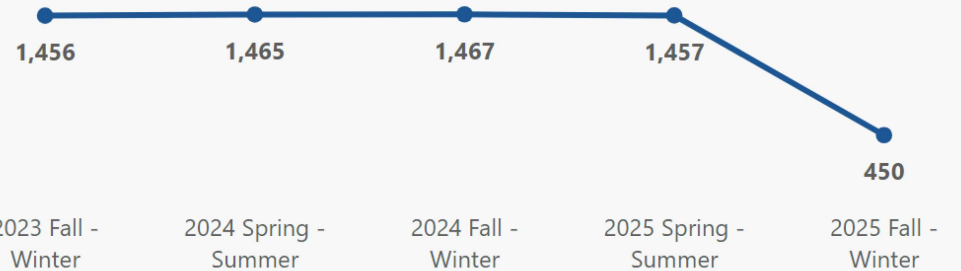 1,456 1,465 1,467 1,457
450
2023 Fall - 2024 Spring - 2024 Fall - 2025 Spring - 2025 Fall -
Winter Summer Winter Summer Winter